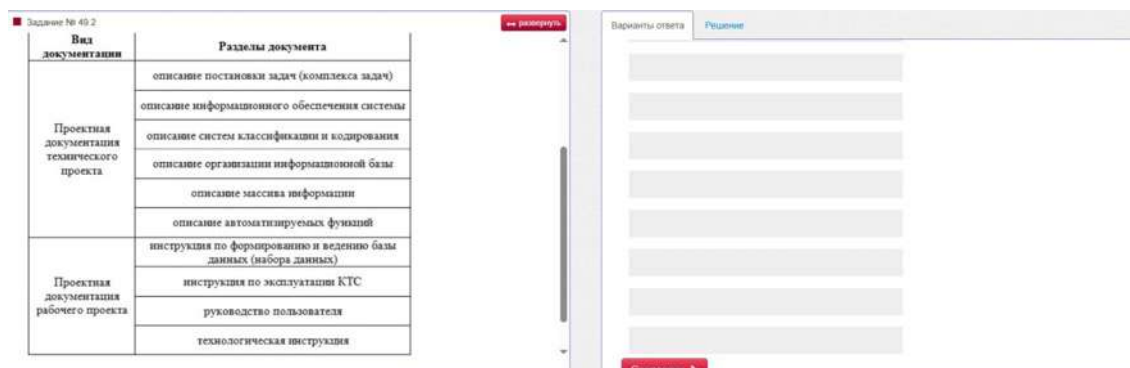 Задание № 49.2
развернуть
Варианты ответа
Решение
Вид
документации
Разделы документа
Проектная
документация
технического
проекта
описание постановки задач (комплекса задач)
описание информационного обеспечения системы
описание систем классификации и кодирования
описание организации информационной базы
описание массива информации
описание автоматизируемых функций
Проектная
документация
рабочего проекта
инструкция по формированию и ведению базы
данных (набора данных)
инструкция по эксплуатации КТС
руководство пользователя
технологическая инструкция